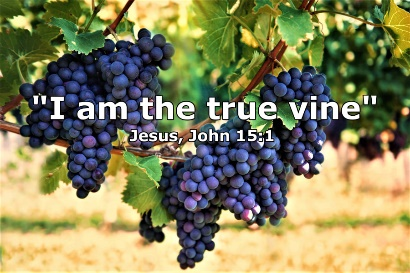 "I am the true vine"
Jesus, John 15:1